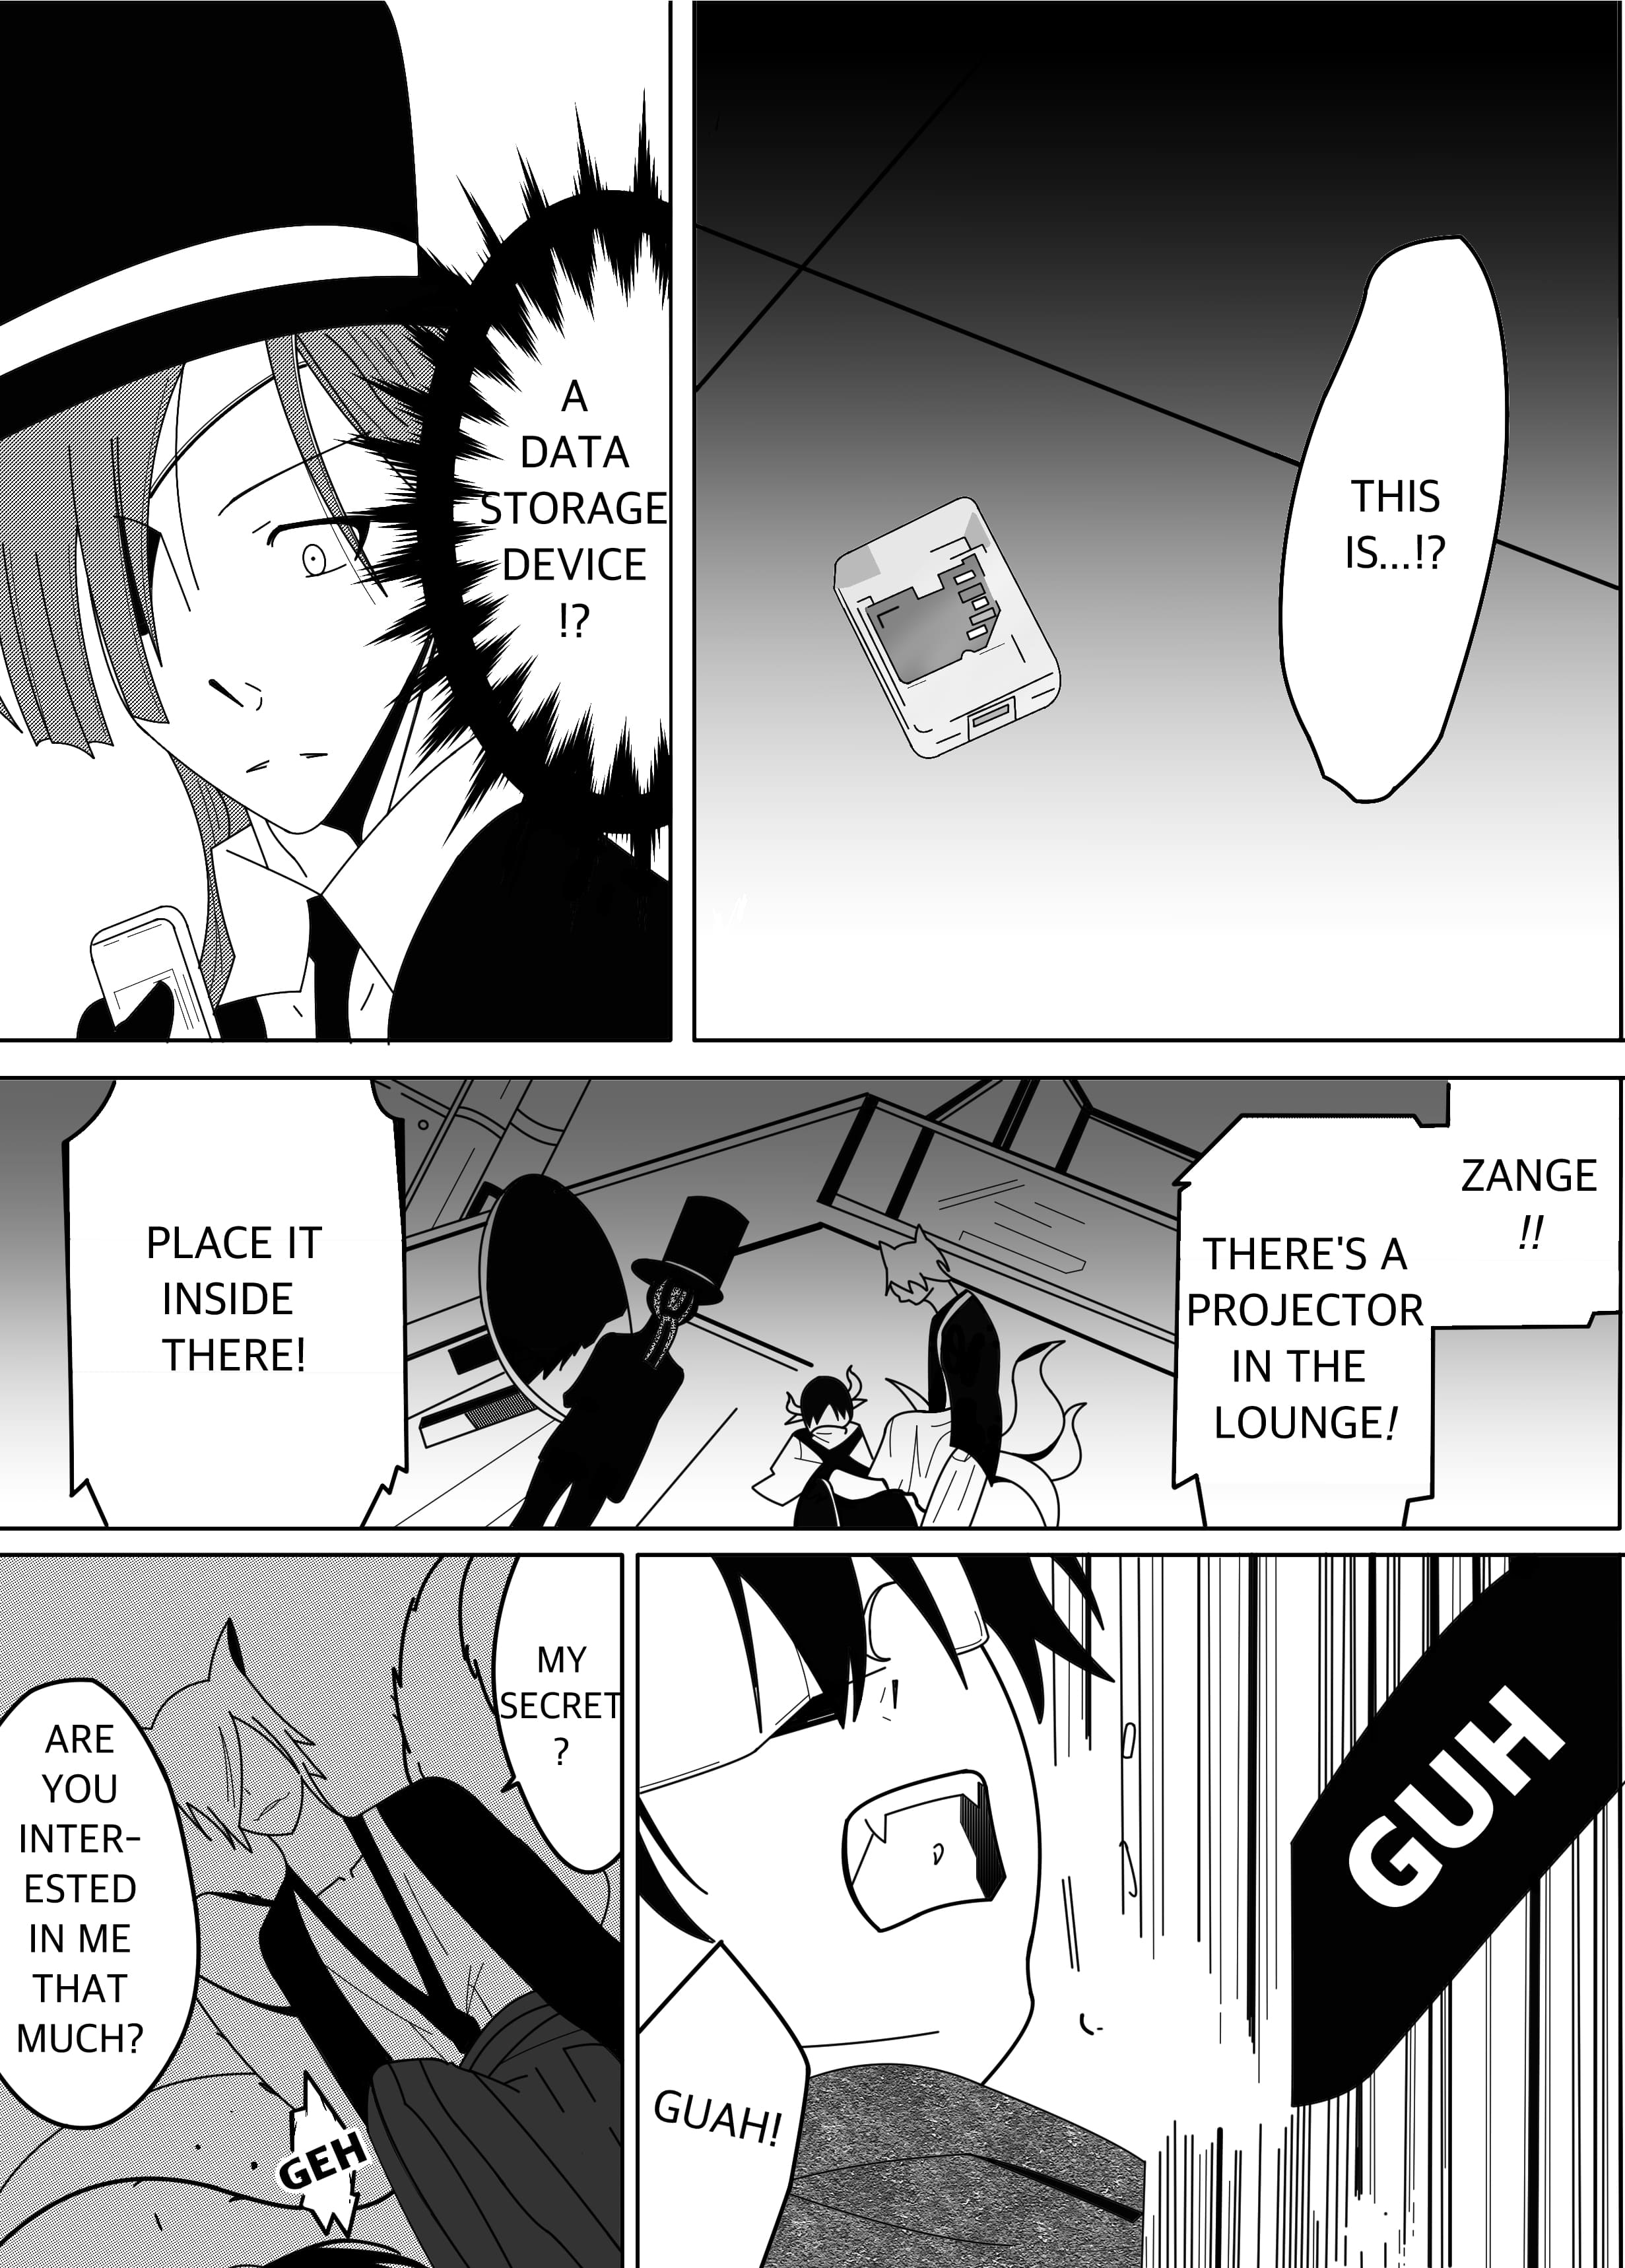 THIS
IS...!?
A
DATA
STORAGE
DEVICE
!?
ZANGE
!!
THERE'S A
PROJECTOR
IN THE
LOUNGE!
PLACE IT
INSIDE
THERE!
GUH
GUAH!
MY
SECRET
?
ARE
YOU
INTER-
ESTED
IN ME
THAT
MUCH?
GEH